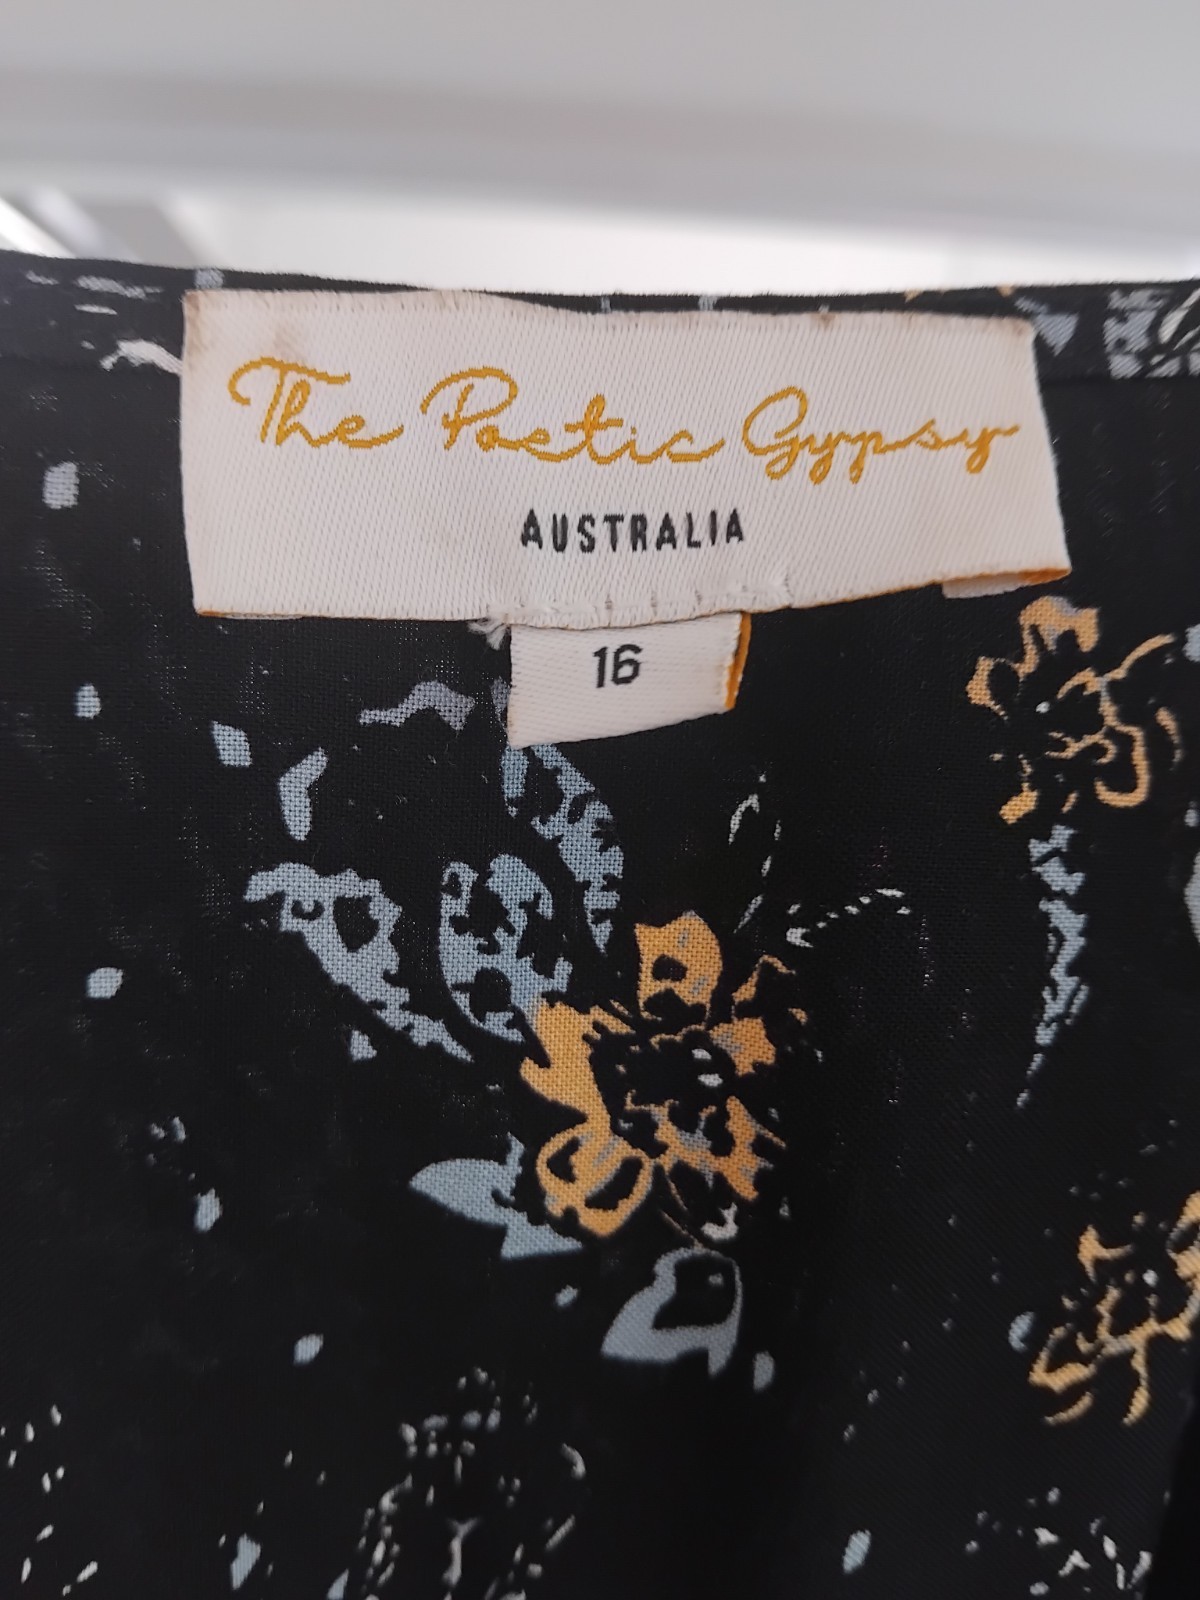 The Poetic Gypsy
AUSTRALIA
16